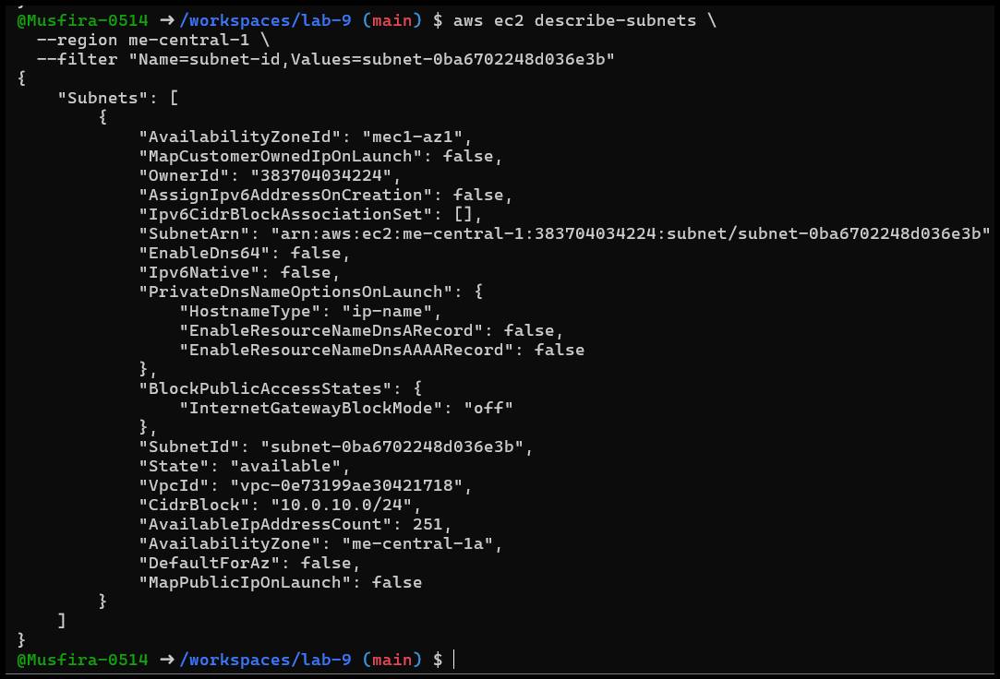 @Musfira-0514 ➜ /workspaces/lab-9 (main) $ aws ec2 describe-subnets \
  --region me-central-1 \
  --filter "Name=subnet-id,Values=subnet-0ba6702248d036e3b"
{
    "Subnets": [
        {
            "AvailabilityZoneId": "mec1-az1",
            "MapCustomerOwnedIpOnLaunch": false,
            "OwnerId": "383704034224",
            "AssignIpv6AddressOnCreation": false,
            "Ipv6CidrBlockAssociationSet": [],
            "SubnetArn": "arn:aws:ec2:me-central-1:383704034224:subnet/subnet-0ba6702248d036e3b"
            "EnableDns64": false,
            "Ipv6Native": false,
            "PrivateDnsNameOptionsOnLaunch": {
                "HostnameType": "ip-name",
                "EnableResourceNameDnsARecord": false,
                "EnableResourceNameDnsAAAARecord": false
            },
            "BlockPublicAccessStates": {
                "InternetGatewayBlockMode": "off"
            },
            "SubnetId": "subnet-0ba6702248d036e3b",
            "State": "available",
            "VpcId": "vpc-0e73199ae30421718",
            "CidrBlock": "10.0.10.0/24",
            "AvailableIpAddressCount": 251,
            "AvailabilityZone": "me-central-1a",
            "DefaultForAz": false,
            "MapPublicIpOnLaunch": false
        }
    ]
}
@Musfira-0514 ➜ /workspaces/lab-9 (main) $